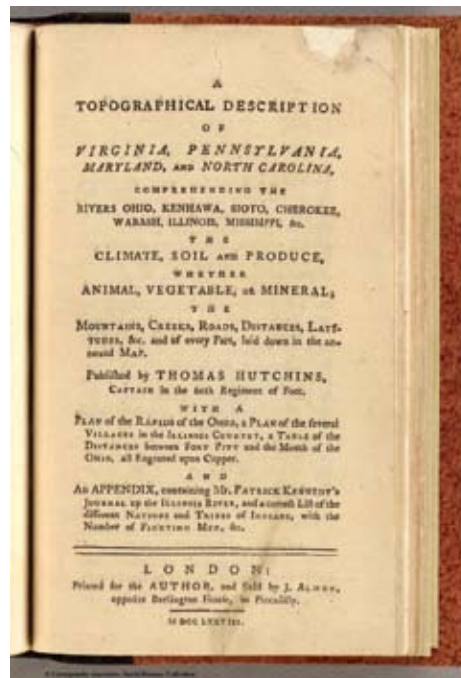 A
TOPOGRAPHICAL DESCRIPTION
OF
VIRGINIA, PENNSYLVANIA,
MARYLAND, AND NORTH CAROLINA,
COMPREHENDING THE
RIVERS OHIO, KENHAWA, SIOTO, CHEROKEE,
WABASH, ILLINOIS, MISSISIPPI, &c.
THE
CLIMATE, SOIL AND PRODUCE,
WHETHER
ANIMAL, VEGETABLE, OR MINERAL;
THE
MOUNTAINS, CREEKS, ROADS, DISTANCES, LATI-
TUDES, &c. and of every Part, laid down in the an-
nexed MAP.
Published by THOMAS HUTCHINS,
CAPTAIN in the 60th Regiment of Foot.
WITH A
PLAN of the RAPIDS of the OHIO, a PLAN of the several
VILLAGES in the ILLINOIS COUNTRY, a TABLE of the
DISTANCES between FORT PITT and the Mouth of the
OHIO, all Engraved upon Copper.
AND
An APPENDIX, containing Mr. PATRICK KENNEDY's
JOURNAL up the ILLINOIS RIVER, and a correct List of the
different NATIONS and TRIBES of INDIANS, with the
Number of FIGHTING MEN, &c.
LONDON:
Printed for the AUTHOR, and Sold by J. ALMON,
opposite Burlington House, in Piccadilly.
M DCC LXXVIII.